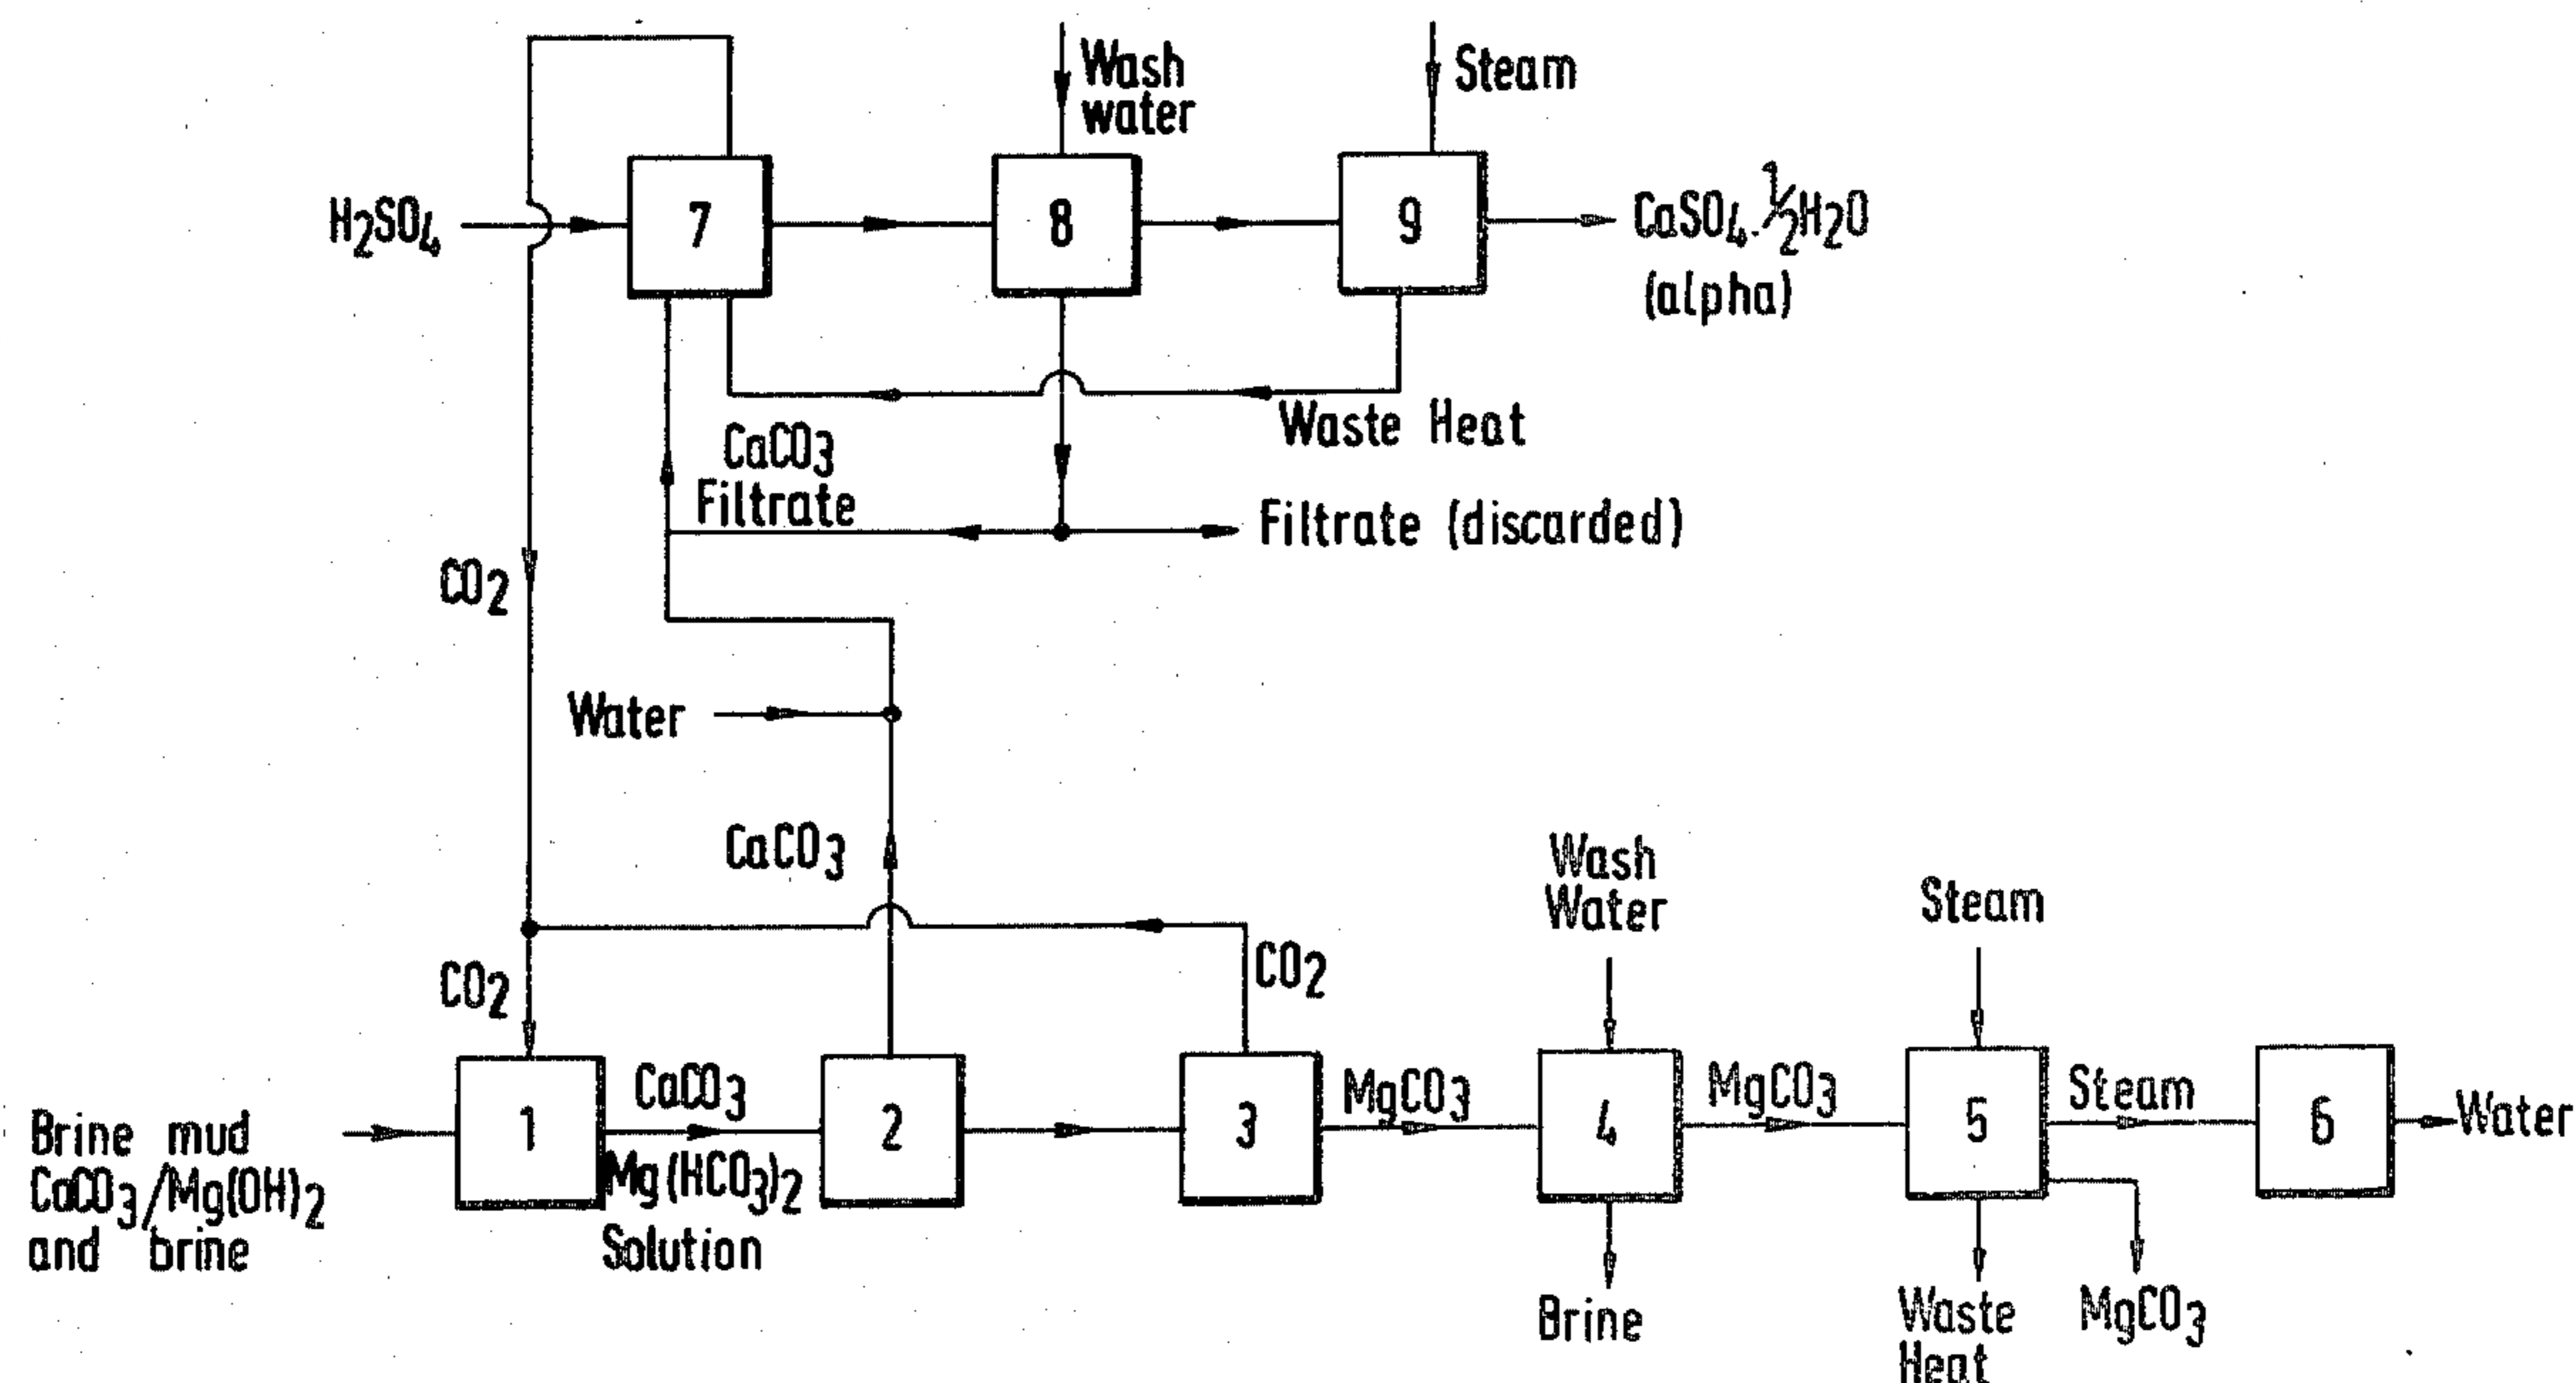 Wash
water
Steam
H2SO4
7
8
9
CaSO4.1/2H2O
(alpha)
Waste Heat
CaCO3
Filtrate
Filtrate (discarded)
CO2
Water
CaCO3
Wash
Water
Steam
CO2
CO2
Brine mud
CaCO3/Mg(OH)2
and brine
1
CaCO3
Mg(HCO3)2
Solution
2
3
MgCO3
4
MgCO3
5
Steam
6
Water
Brine
Waste
Heat
MgCO3